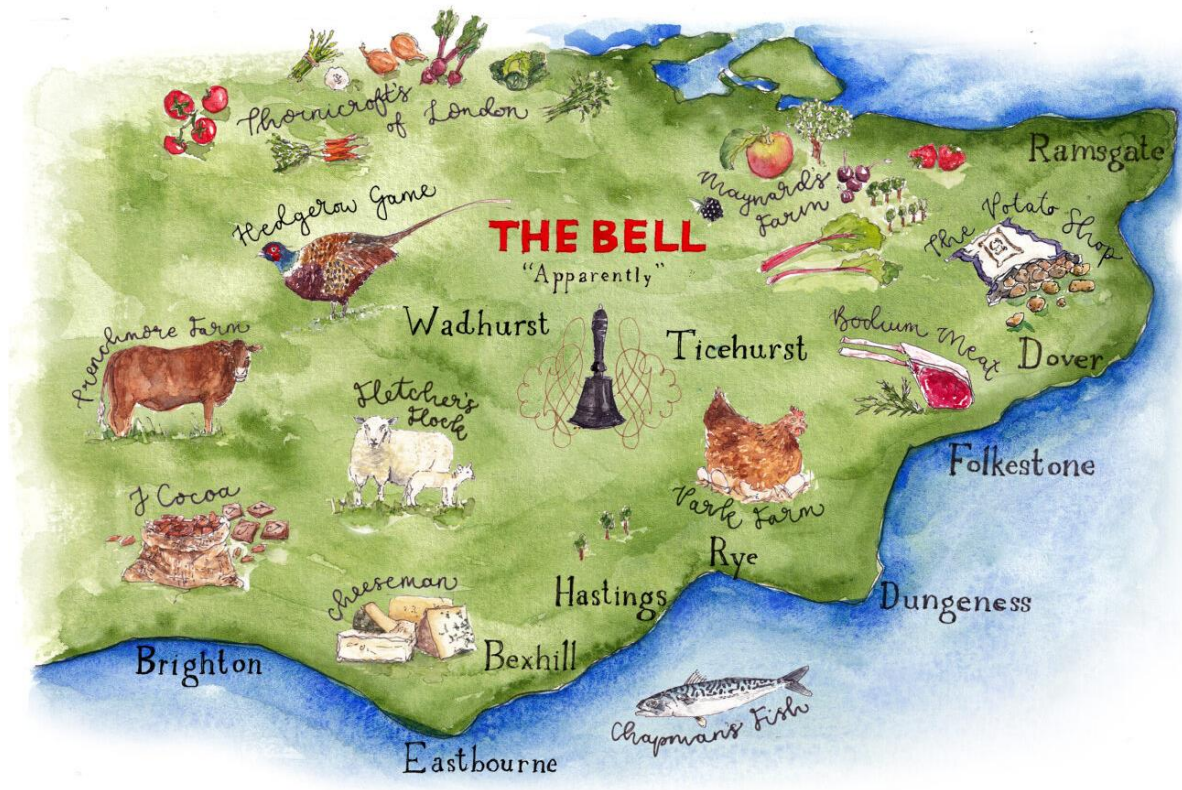 Thornicroft's
of London
Ramsgate
Maynard's
Farm
Hedgerow Game
The Potato Shop
THE BELL
"Apparently"
Wadhurst
Ticehurst
Bodium Meat
Frenchmore Farm
Dover
Fletcher's
Flock
Folkestone
J Cocoa
Park Farm
Rye
Cheeseman
Hastings
Dungeness
Brighton
Bexhill
Chapman's Fish
Eastbourne